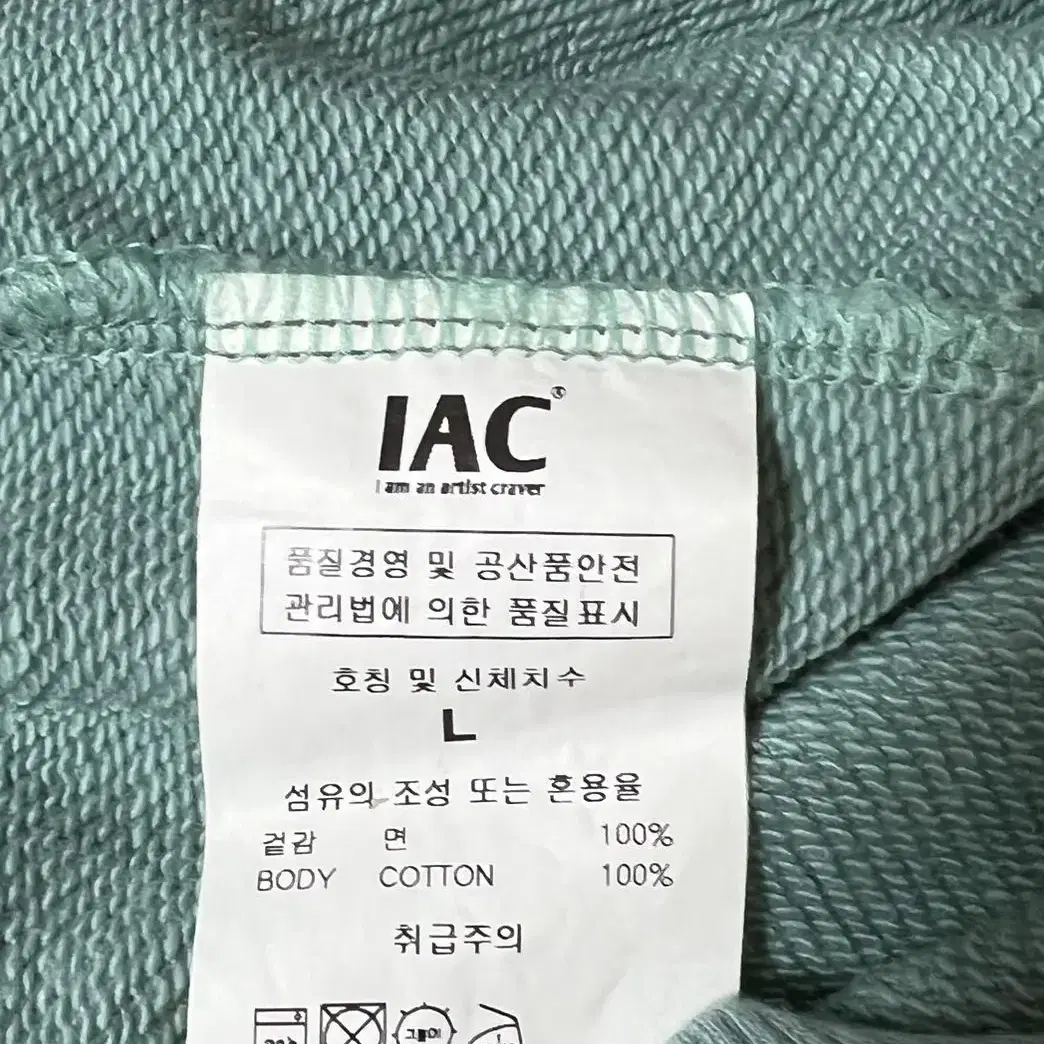 IAC®
I am an artist craver
품질경영 및 공산품안전
관리법에 의한 품질표시
호칭 및 신체치수
L
섬유의 조성 또는 혼용율
겉감 면 100%
BODY COTTON 100%
취급주의